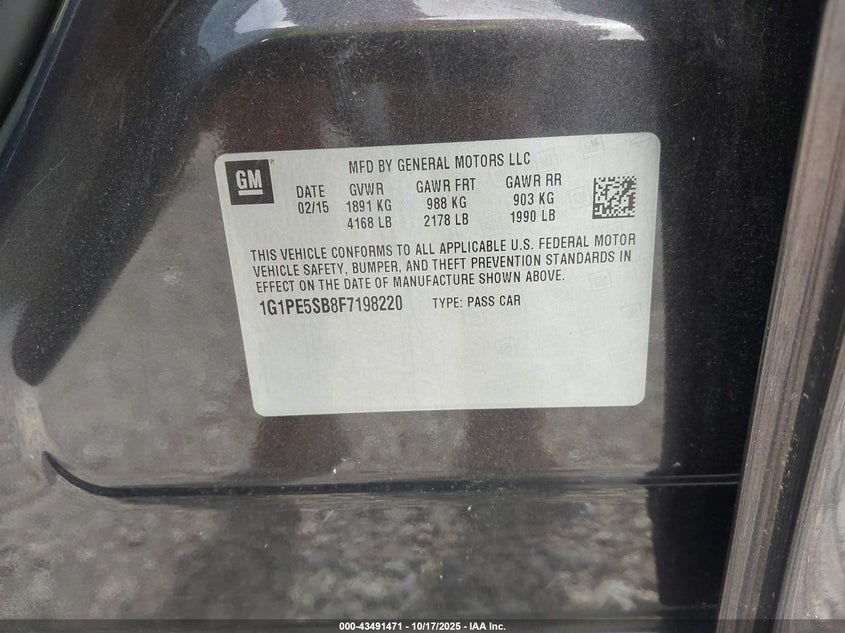 MFD BY GENERAL MOTORS LLC
GM
DATE GVWR GAWR FRT GAWR RR
02/15 1891 KG 988 KG 903 KG
4168 LB 2178 LB 1990 LB
THIS VEHICLE CONFORMS TO ALL APPLICABLE U.S. FEDERAL MOTOR
VEHICLE SAFETY, BUMPER, AND THEFT PREVENTION STANDARDS IN
EFFECT ON THE DATE OF MANUFACTURE SHOWN ABOVE.
1G1PE5SB8F7198220 TYPE: PASS CAR
000-43491471 | 10/17/2025 - IAA Inc.